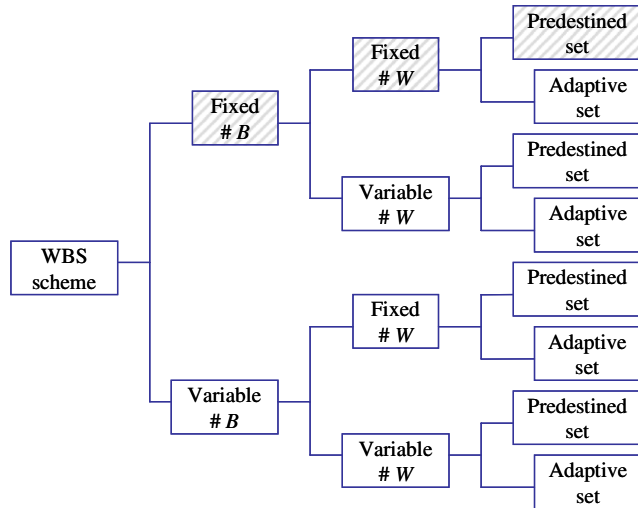 Predestined
set
Fixed
# W
Adaptive
set
Fixed
# B
Predestined
set
Variable
# W
Adaptive
set
WBS
scheme
Predestined
set
Fixed
# W
Adaptive
set
Variable
# B
Predestined
set
Variable
# W
Adaptive
set